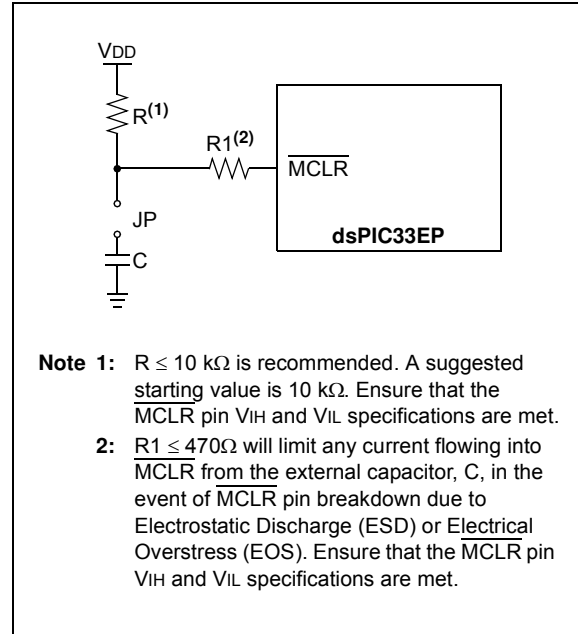 VDD
R(1)
R1(2)
MCLR
JP
dsPIC33EP
C
Note 1: R ≤ 10 kΩ is recommended. A suggested
starting value is 10 kΩ. Ensure that the
MCLR pin VIH and VIL specifications are met.
2: R1 ≤ 470Ω will limit any current flowing into
MCLR from the external capacitor, C, in the
event of MCLR pin breakdown due to
Electrostatic Discharge (ESD) or Electrical
Overstress (EOS). Ensure that the MCLR pin
VIH and VIL specifications are met.